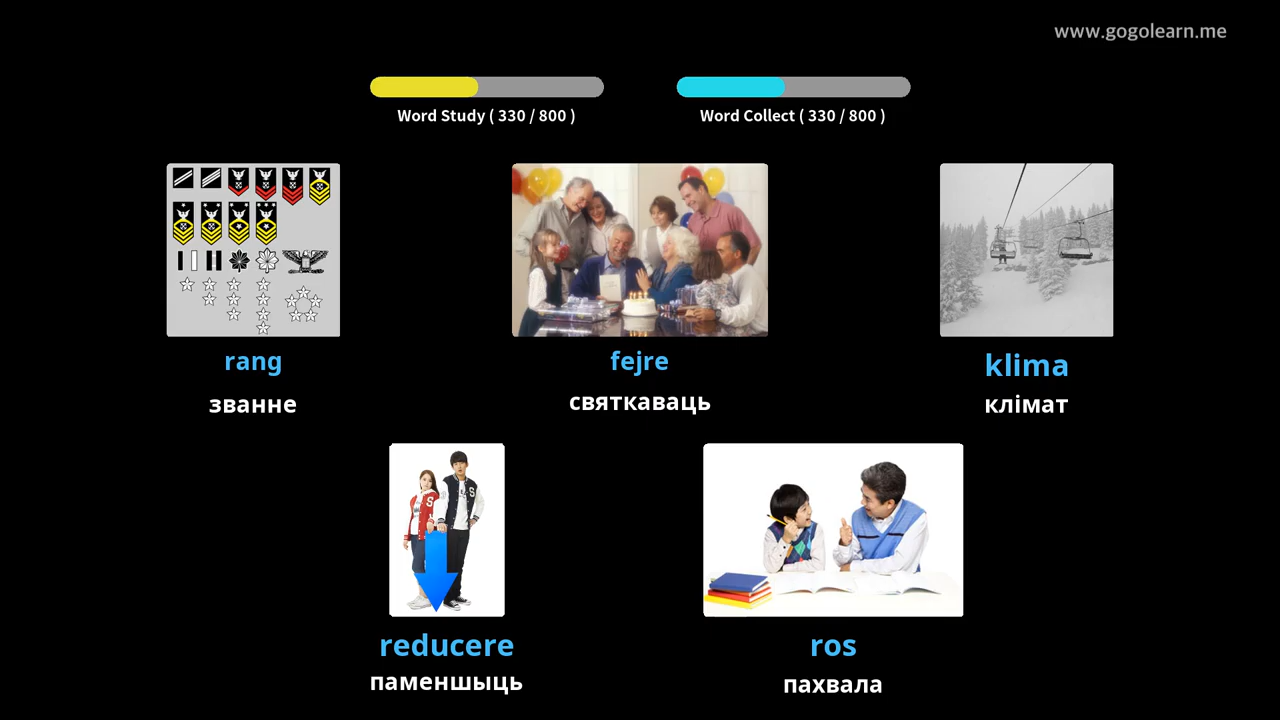 www.gogolearn.me
Word Study ( 330 / 800 )
Word Collect ( 330 / 800 )
rang
званне
fejre
святкаваць
klima
клімат
reducere
паменшыць
ros
пахвала